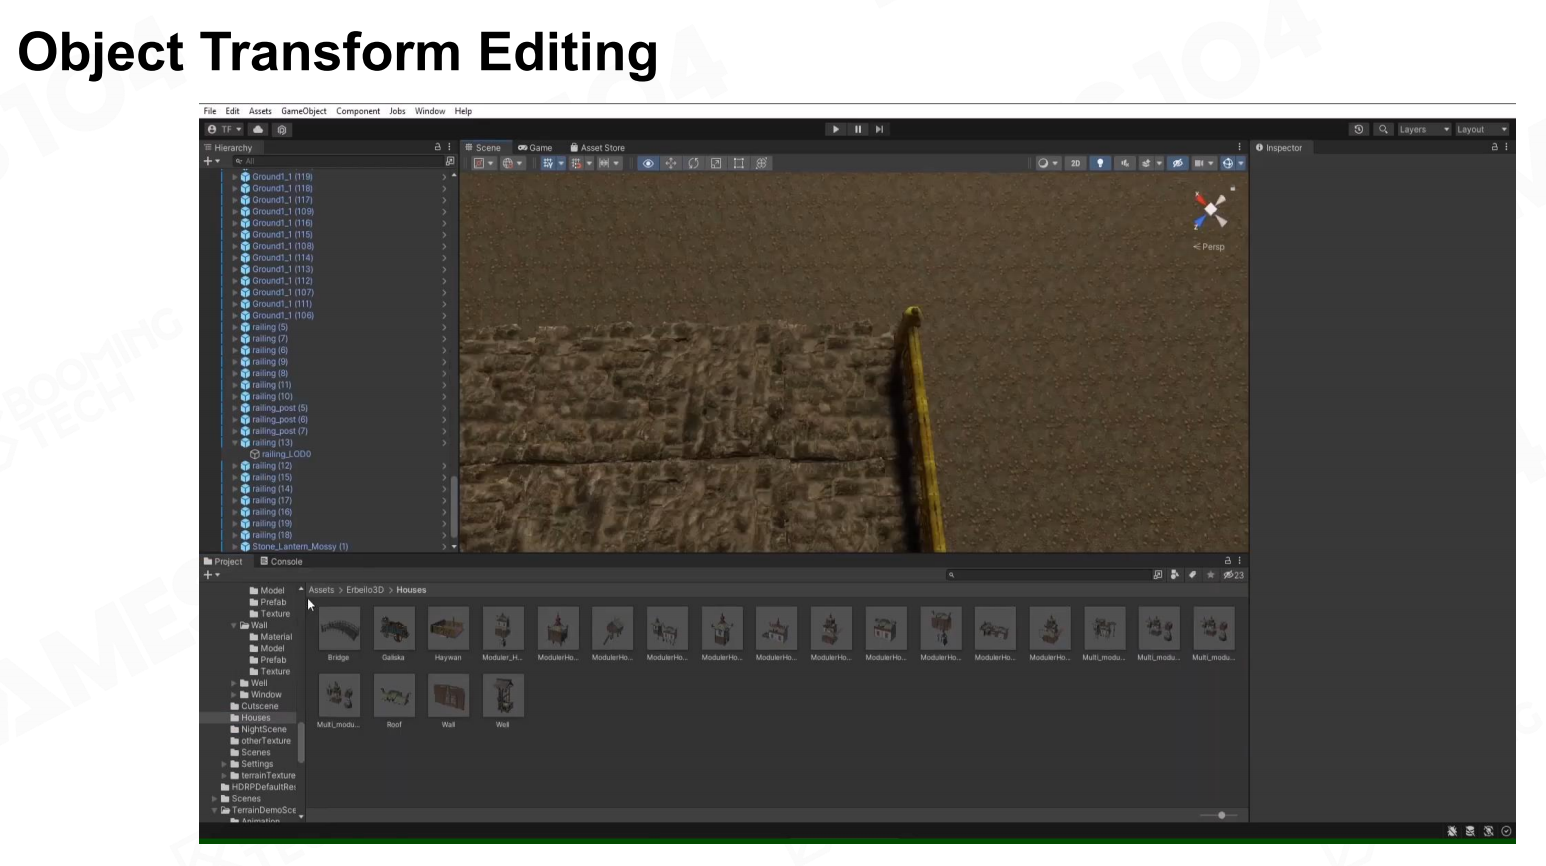 Object Transform Editing
File Edit Assets GameObject Component Jobs Window Help
TF
Layers Layout
Hierarchy
Scene Game Asset Store
Inspector
All
2D
Ground1_1 (119)
Ground1_1 (118)
Ground1_1 (117)
Ground1_1 (109)
Ground1_1 (116)
Ground1_1 (115)
Ground1_1 (108)
Ground1_1 (114)
Ground1_1 (113)
Ground1_1 (112)
Ground1_1 (107)
Ground1_1 (111)
Ground1_1 (106)
railing (5)
railing (7)
railing (6)
railing (9)
railing (8)
railing (11)
railing (10)
railing_post (5)
railing_post (6)
railing_post (7)
railing (13)
railing_LOD0
railing (12)
railing (15)
railing (14)
railing (17)
railing (16)
railing (19)
railing (18)
Stone_Lantern_Mossy (1)
x
z
Persp
Project Console
23
Model
Prefab
Texture
Wall
Material
Model
Prefab
Texture
Well
Window
Cutscene
Houses
NightScene
otherTexture
Scenes
Settings
terrainTexture
HDRPDefaultRes
Scenes
TerrainDemoSce
Animation
Assets > Erbeilo3D > Houses
Bridge Galiska Haywan Moduler_H... ModulerHo... ModulerHo... ModulerHo... ModulerHo... ModulerHo... ModulerHo... ModulerHo... ModulerHo... ModulerHo... ModulerHo... Multi_modu... Multi_modu... Multi_modu...
Multi_modu... Roof Wall Well
BOOMING
TECH